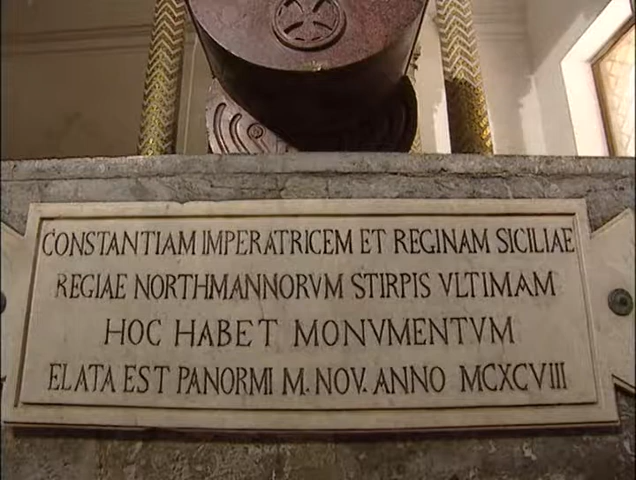 CONSTANTIAM IMPERATRICEM ET REGINAM SICILIAE
REGIAE NORTHMANNORVM STIRPIS VLTIMAM
HOC HABET MONVMENTVM
ELATA EST PANORMI M. NOV. ANNO MCXCVIII